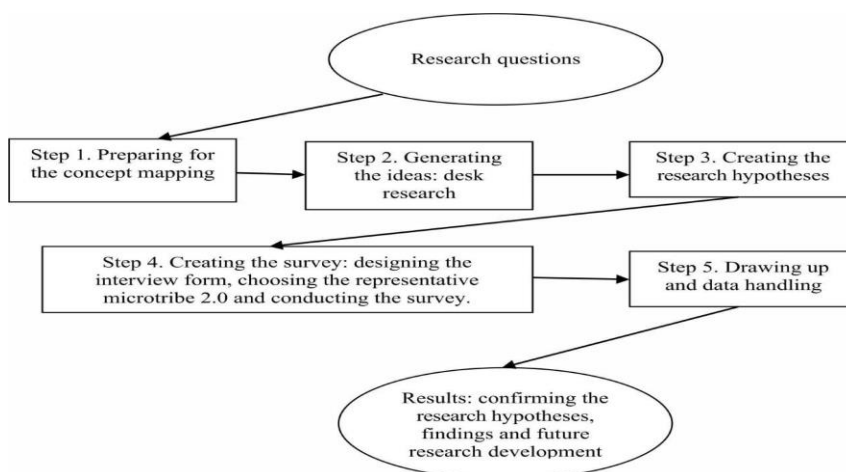 Research questions
Step 1. Preparing for
the concept mapping
Step 2. Generating
the ideas: desk
research
Step 3. Creating the
research hypotheses
Step 4. Creating the survey: designing the
interview form, choosing the representative
microtribe 2.0 and conducting the survey.
Step 5. Drawing up
and data handling
Results: confirming the
research hypotheses,
findings and future
research development